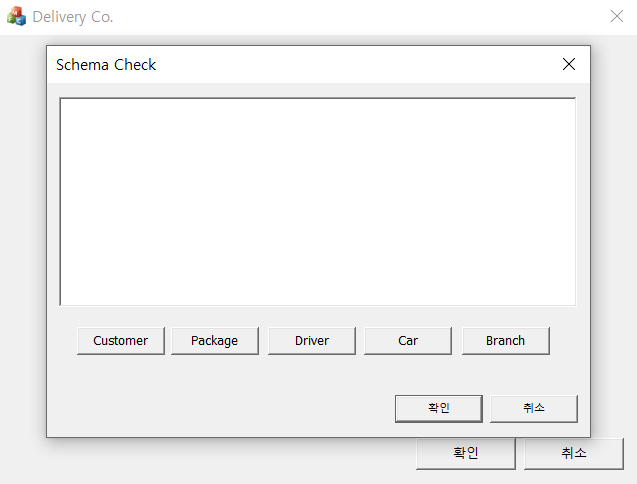 Delivery Co.
Schema Check
Customer Package Driver Car Branch
확인 취소
확인 취소